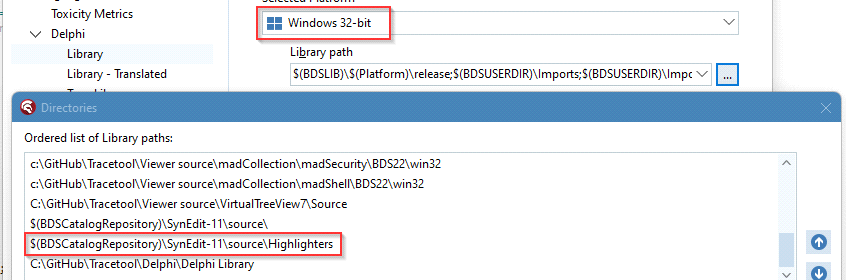 Toxicity Metrics
Delphi
Library
Library - Translated
Selected Platform
Windows 32-bit
Library path
$(BDSLIB)\$(Platform)\release;$(BDSUSERDIR)\Imports;$(BDSUSERDIR)\Impo
...
Directories
Ordered list of Library paths:
c:\GitHub\Tracetool\Viewer source\madCollection\madSecurity\BDS22\win32
c:\GitHub\Tracetool\Viewer source\madCollection\madShell\BDS22\win32
C:\GitHub\Tracetool\Viewer source\VirtualTreeView7\Source
$(BDSCatalogRepository)\SynEdit-11\source\
$(BDSCatalogRepository)\SynEdit-11\source\Highlighters
C:\GitHub\Tracetool\Delphi\Delphi Library